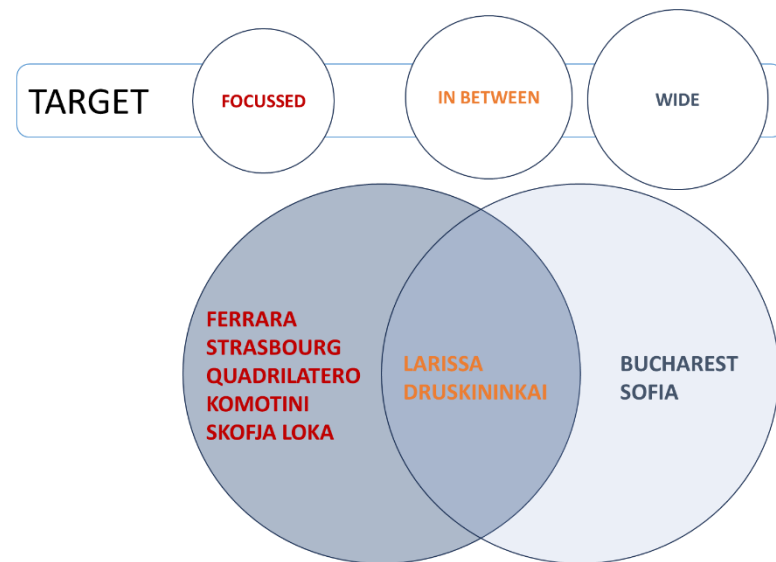 TARGET
FOCUSSED
IN BETWEEN
WIDE
FERRARA
STRASBOURG
QUADRILATERO
KOMOTINI
SKOFJA LOKA
LARISSA
DRUSKININKAI
BUCHAREST
SOFIA